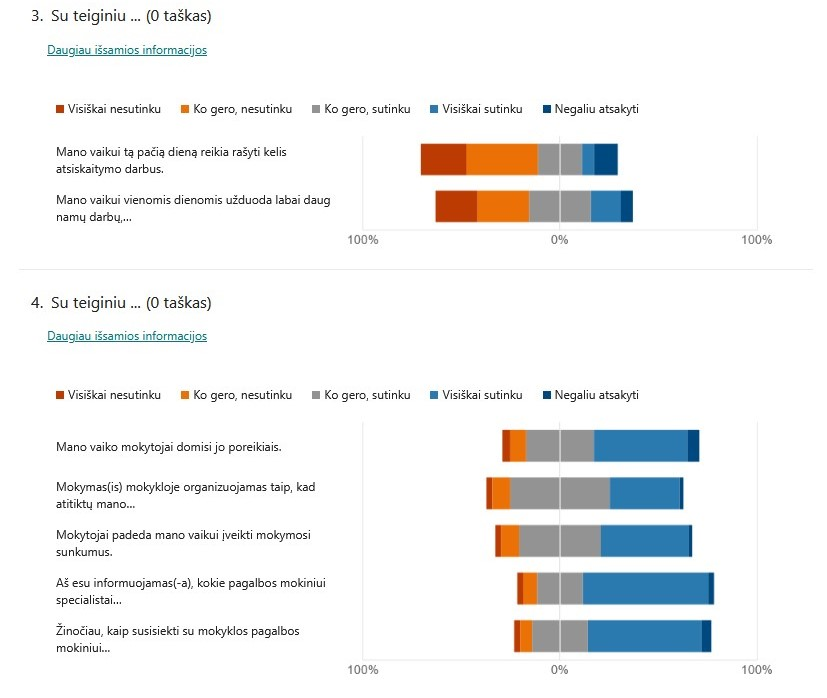 3. Su teiginiu ... (0 taškas)
Daugiau išsamios informacijos
Visiškai nesutinku Ko gero, nesutinku Ko gero, sutinku Visiškai sutinku Negaliu atsakyti
Mano vaikui tą pačią dieną reikia rašyti kelis
atsiskaitymo darbus.
Mano vaikui vienomis dienomis užduoda labai daug
namų darbų,...
100% 0% 100%
4. Su teiginiu ... (0 taškas)
Daugiau išsamios informacijos
Visiškai nesutinku Ko gero, nesutinku Ko gero, sutinku Visiškai sutinku Negaliu atsakyti
Mano vaiko mokytojai domisi jo poreikiais.
Mokymas(is) mokykloje organizuojamas taip, kad
atitiktų mano...
Mokytojai padeda mano vaikui įveikti mokymosi
sunkumus.
Aš esu informuojamas(-a), kokie pagalbos mokiniui
specialistai...
Žinočiau, kaip susisiekti su mokyklos pagalbos
mokiniui...
100% 0% 100%